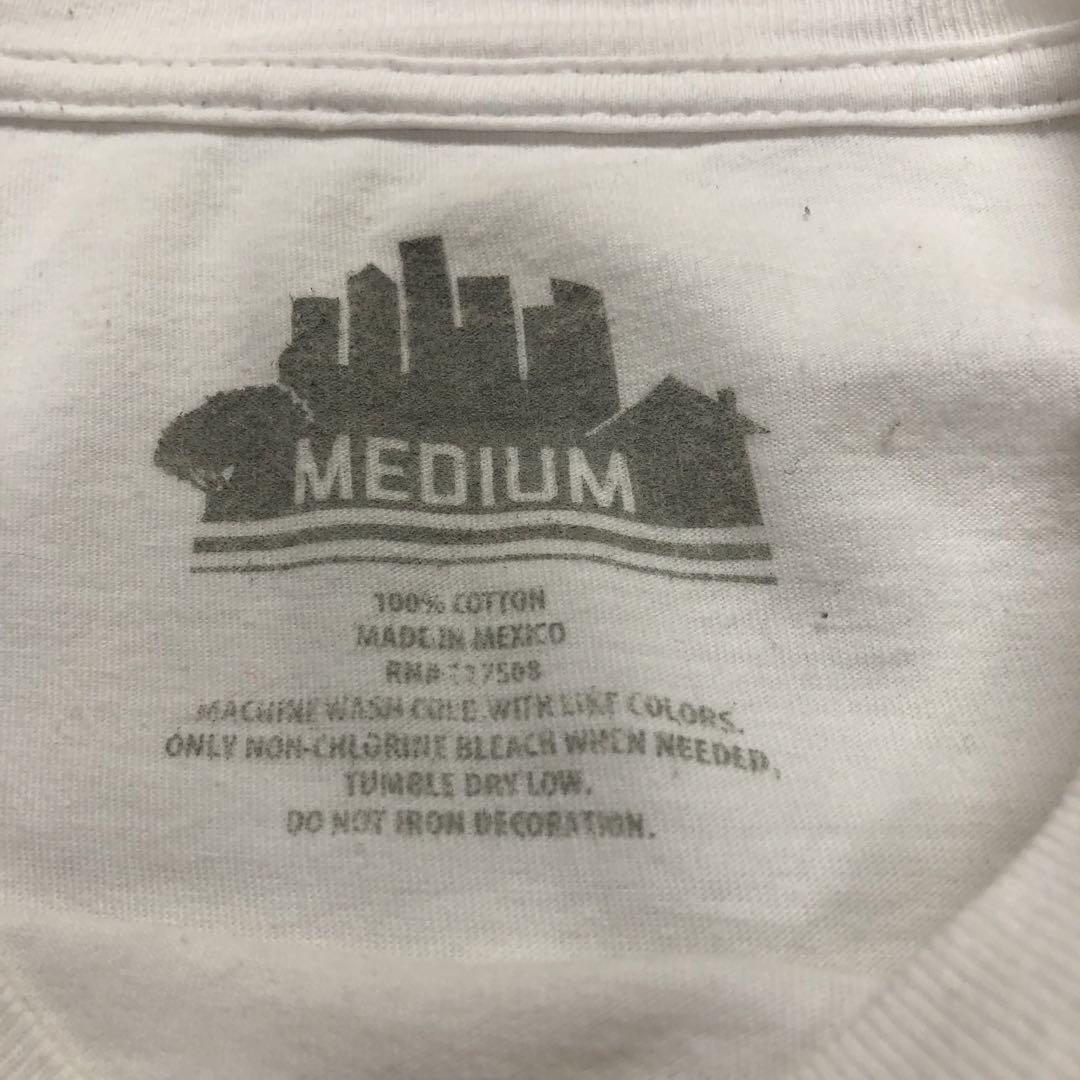 MEDIUM
100% COTTON
MADE IN MEXICO
RN# 117508
MACHINE WASH COLD WITH LIKE COLORS.
ONLY NON-CHLORINE BLEACH WHEN NEEDED.
TUMBLE DRY LOW.
DO NOT IRON DECORATION.